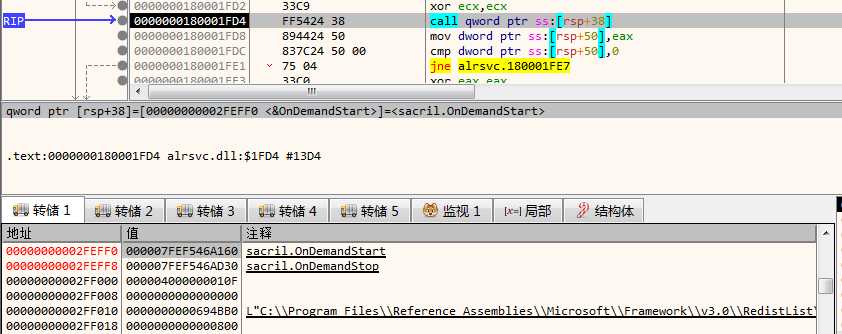 0000000180001FD2 33C9 xor ecx,ecx
RIP 0000000180001FD4 FF5424 38 call qword ptr ss:[rsp+38]
0000000180001FD8 894424 50 mov dword ptr ss:[rsp+50],eax
0000000180001FDC 837C24 50 00 cmp dword ptr ss:[rsp+50],0
0000000180001FE1 75 04 jne alrsvc.180001FE7
0000000180001FE3 33C0 xor eax,eax
qword ptr [rsp+38]=[00000000002FEFF0 <&OnDemandStart>]=<sacril.OnDemandStart>
.text:0000000180001FD4 alrsvc.dll:$1FD4 #13D4
转储 1 转储 2 转储 3 转储 4 转储 5 监视 1 [x=] 局部 结构体
地址 值 注释
00000000002FEFF0 000007FEF546A160 sacril.OnDemandStart
00000000002FEFF8 000007FEF546AD30 sacril.OnDemandStop
00000000002FF000 000004000000010F
00000000002FF008 0000000000000000
00000000002FF010 0000000000694BB0 L"C:\\Program Files\\Reference Assemblies\\Microsoft\\Framework\\v3.0\\RedistList\
00000000002FF018 0000000000000800